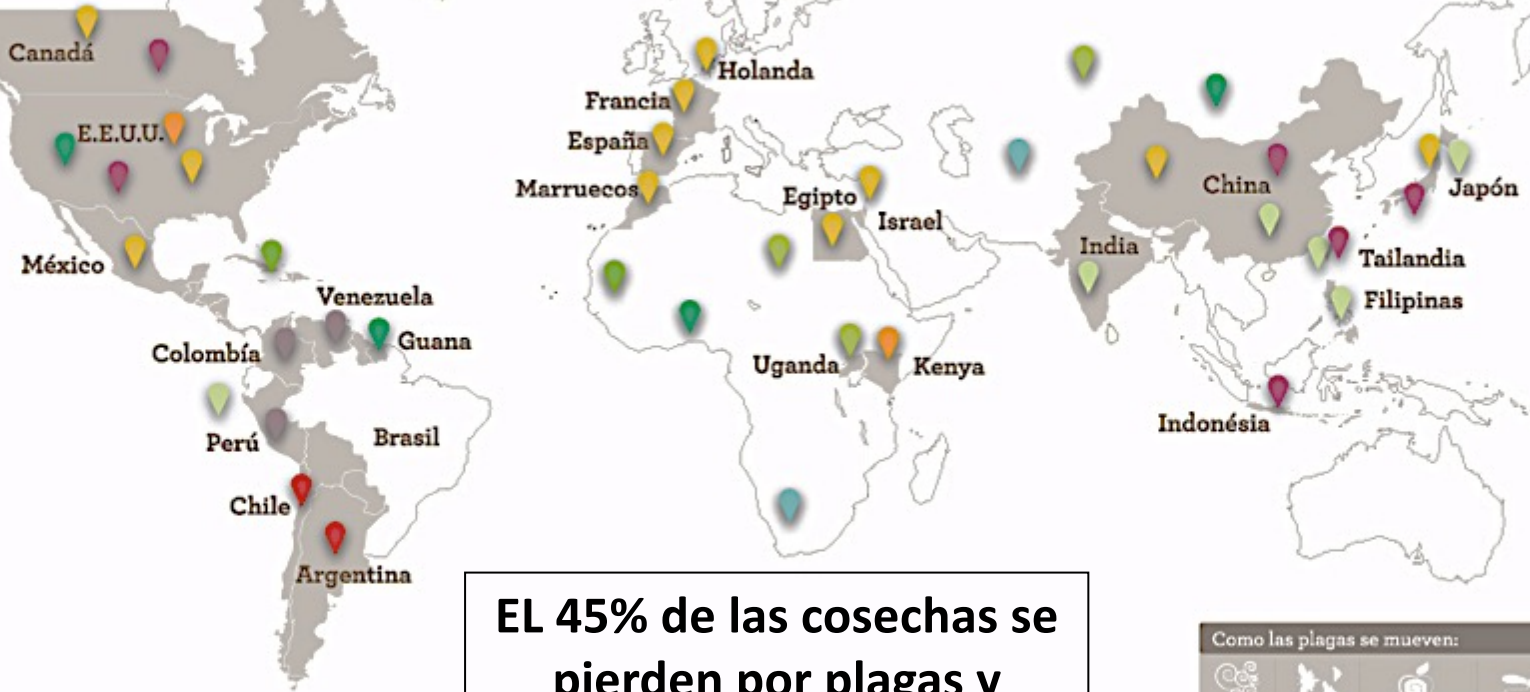 Canadá
Holanda
Francia
E.E.U.U.
España
Marruecos
Egipto
Israel
China
Japón
México
India
Tailandia
Venezuela
Filipinas
Colombía
Guana
Uganda
Kenya
Indonésia
Perú
Brasil
Chile
Argentina
EL 45% de las cosechas se
pierden por plagas y
Como las plagas se mueven: